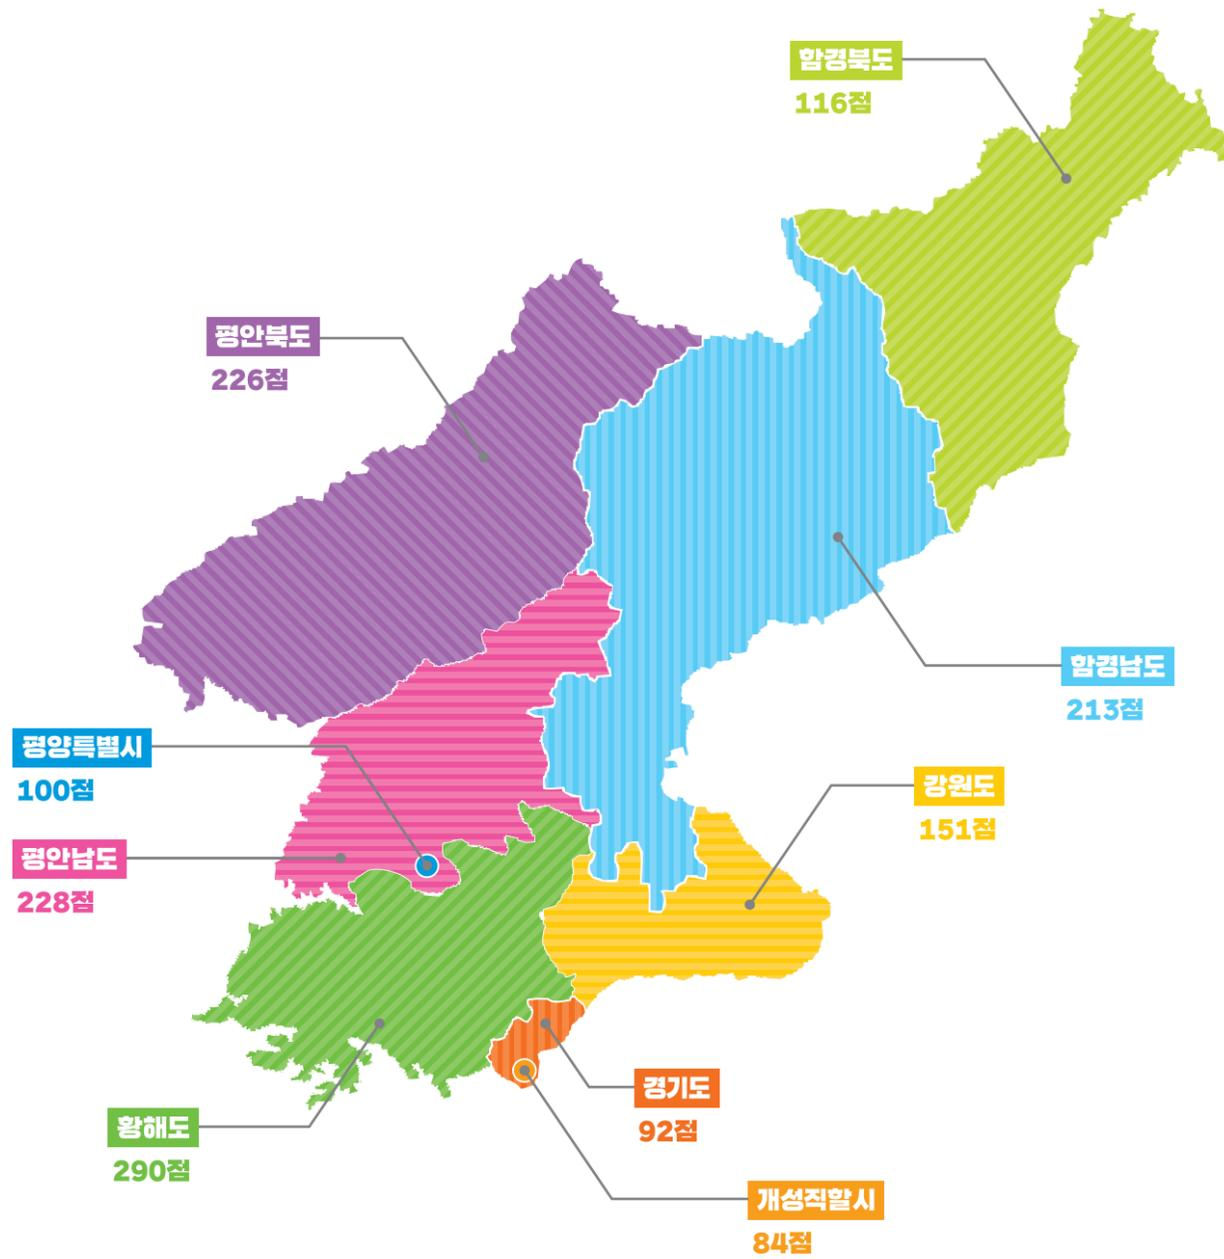 함경북도
116점
평안북도
226점
함경남도
213점
평양특별시
100점
강원도
151점
평안남도
228점
경기도
92점
황해도
290점
개성직할시
84점